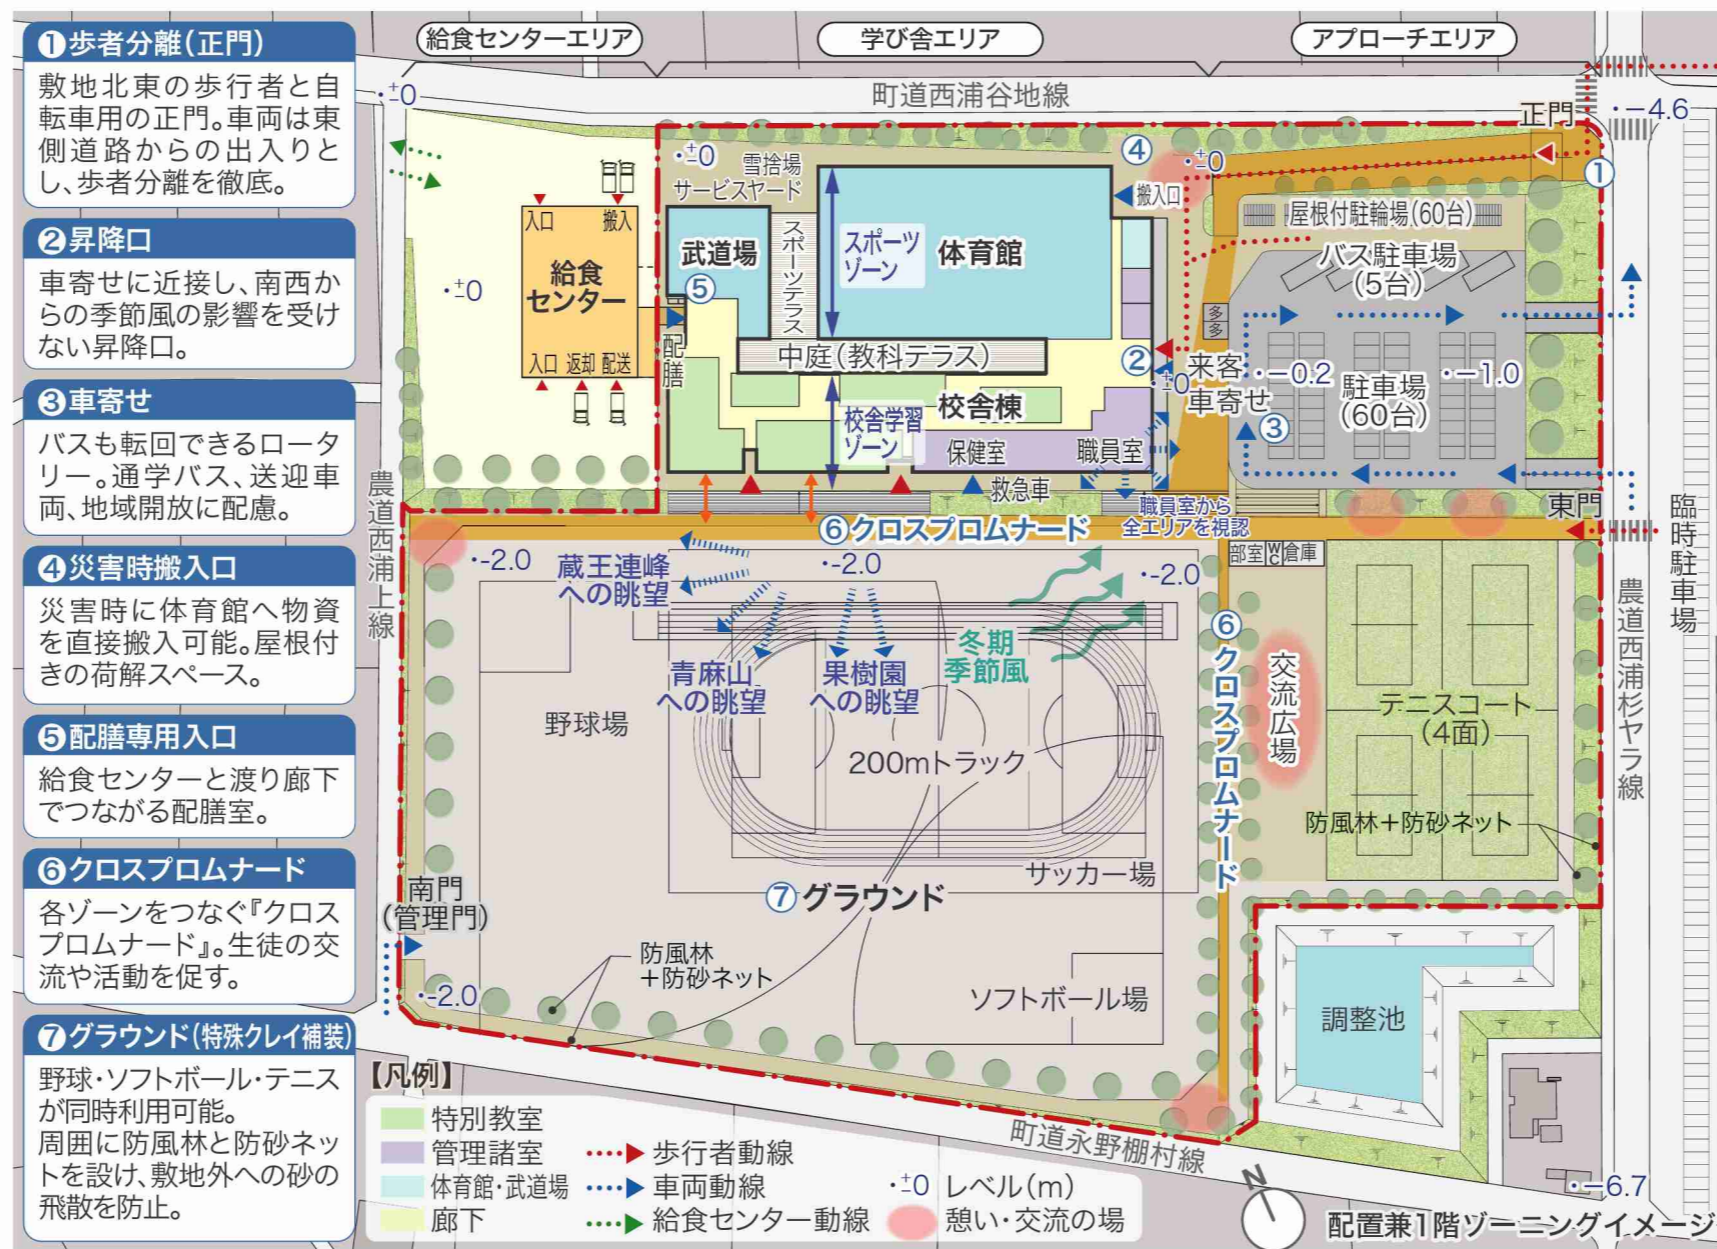 ❶歩者分離(正門)
敷地北東の歩行者と自
転車用の正門。車両は東
側道路からの出入りと
し、歩者分離を徹底。
❷昇降口
車寄せに近接し、南西か
らの季節風の影響を受け
ない昇降口。
❸車寄せ
バスも転回できるロータ
リー。通学バス、送迎車
両、地域開放に配慮。
❹災害時搬入口
災害時に体育館へ物資
を直接搬入可能。屋根付
きの荷解スペース。
❺配膳専用入口
給食センターと渡り廊下
でつながる配膳室。
❻クロスプロムナード
各ゾーンをつなぐ『クロス
プロムナード』。生徒の交
流や活動を促す。
❼グラウンド(特殊クレイ補装)
野球・ソフトボール・テニス
が同時利用可能。
周囲に防風林と防砂ネッ
トを設け、敷地外への砂の
飛散を防止。
給食センターエリア
学び舎エリア
アプローチエリア
町道西浦谷地線
・±0
・−4.6
正門
①
④
・±0
・±0
雪捨場
サービスヤード
搬入口
屋根付駐輪場(60台)
バス駐車場
(5台)
入口
搬入
給食
センター
入口 返却 配送
・±0
武道場
⑤
スポーツテラス
スポーツ
ゾーン
体育館
配膳
中庭(教科テラス)
②
・±0
来客
車寄せ
③
多
多
・−0.2
駐車場
(60台)
・−1.0
校舎棟
校舎学習
ゾーン
保健室
職員室
救急車
職員室から
全エリアを視認
東門
臨時駐車場
農道西浦上線
⑥クロスプロムナード
部室
WC
倉庫
・-2.0
・-2.0
・-2.0
蔵王連峰
への眺望
青麻山
への眺望
果樹園
への眺望
冬期
季節風
⑥クロスプロムナード
交流広場
テニスコート
(4面)
農道西浦杉ヤラ線
野球場
200mトラック
サッカー場
防風林+防砂ネット
⑦グラウンド
南門
(管理門)
・-2.0
防風林
+防砂ネット
ソフトボール場
調整池
町道永野棚村線
・−6.7
【凡例】
特別教室
管理諸室
体育館・武道場
廊下
歩行者動線
車両動線
給食センター動線
・±0 レベル(m)
憩い・交流の場
N
配置兼1階ゾーニングイメージ